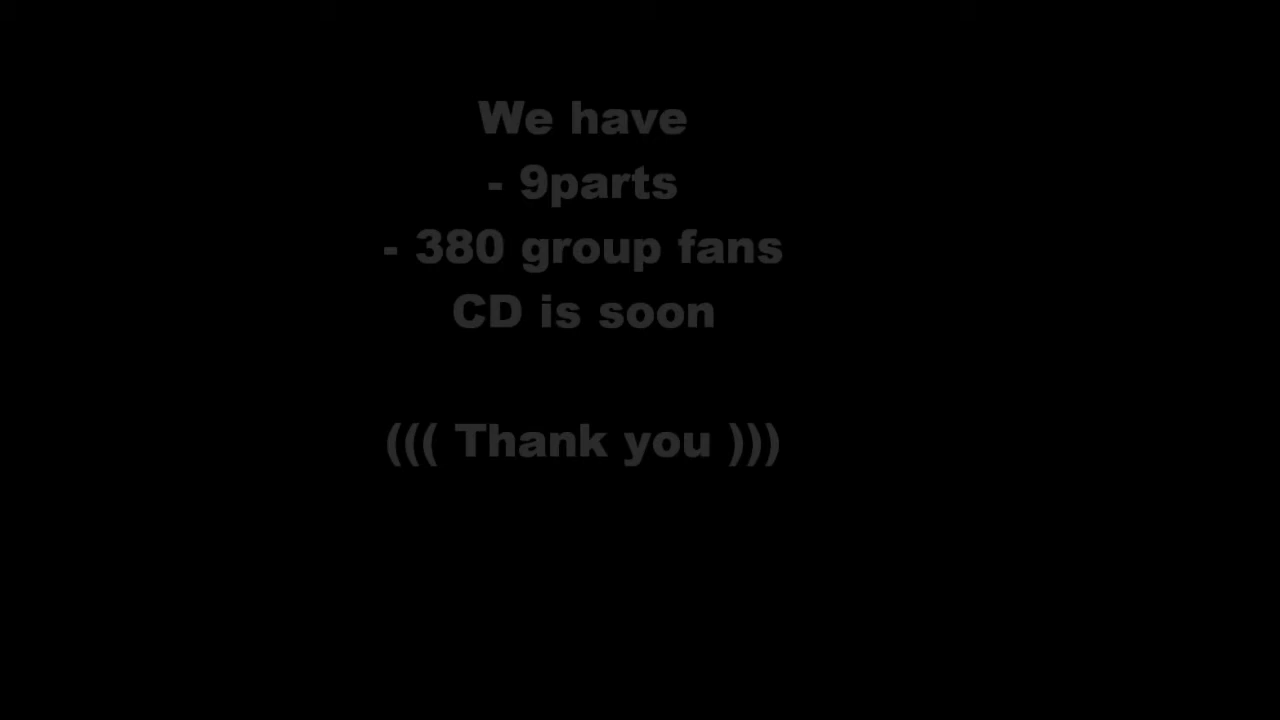 We have
- 9parts
- 380 group fans
CD is soon
((( Thank you )))